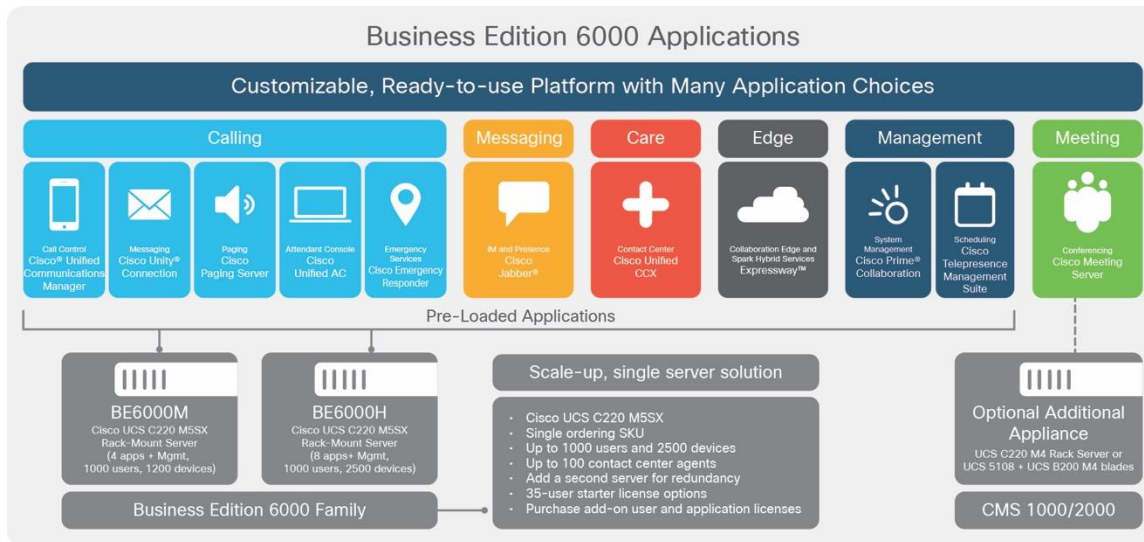 Business Edition 6000 Applications
Customizable, Ready-to-use Platform with Many Application Choices
Calling
Messaging
Care
Edge
Management
Meeting
Call Control
Cisco® Unified
Communications
Manager
Messaging
Cisco Unity®
Connection
Paging
Cisco
Paging Server
Attendant Console
Cisco
Unified AC
Emergency
Services
Cisco Emergency
Responder
IM and Presence
Cisco
Jabber®
Contact Center
Cisco Unified
CCX
Collaboration Edge and
Spark Hybrid Services
Expressway™
System
Management
Cisco Prime®
Collaboration
Scheduling
Cisco
Telepresence
Management
Suite
Conferencing
Cisco Meeting
Server
Pre-Loaded Applications
BE6000M
Cisco UCS C220 M5SX
Rack-Mount Server
(4 apps + Mgmt,
1000 users, 1200 devices)
BE6000H
Cisco UCS C220 M5SX
Rack-Mount Server
(8 apps+ Mgmt,
1000 users, 2500 devices)
Business Edition 6000 Family
Scale-up, single server solution
• Cisco UCS C220 M5SX
• Single ordering SKU
• Up to 1000 users and 2500 devices
• Up to 100 contact center agents
• Add a second server for redundancy
• 35-user starter license options
• Purchase add-on user and application licenses
Optional Additional
Appliance
UCS C220 M4 Rack Server or
UCS 5108 + UCS B200 M4 blades
CMS 1000/2000